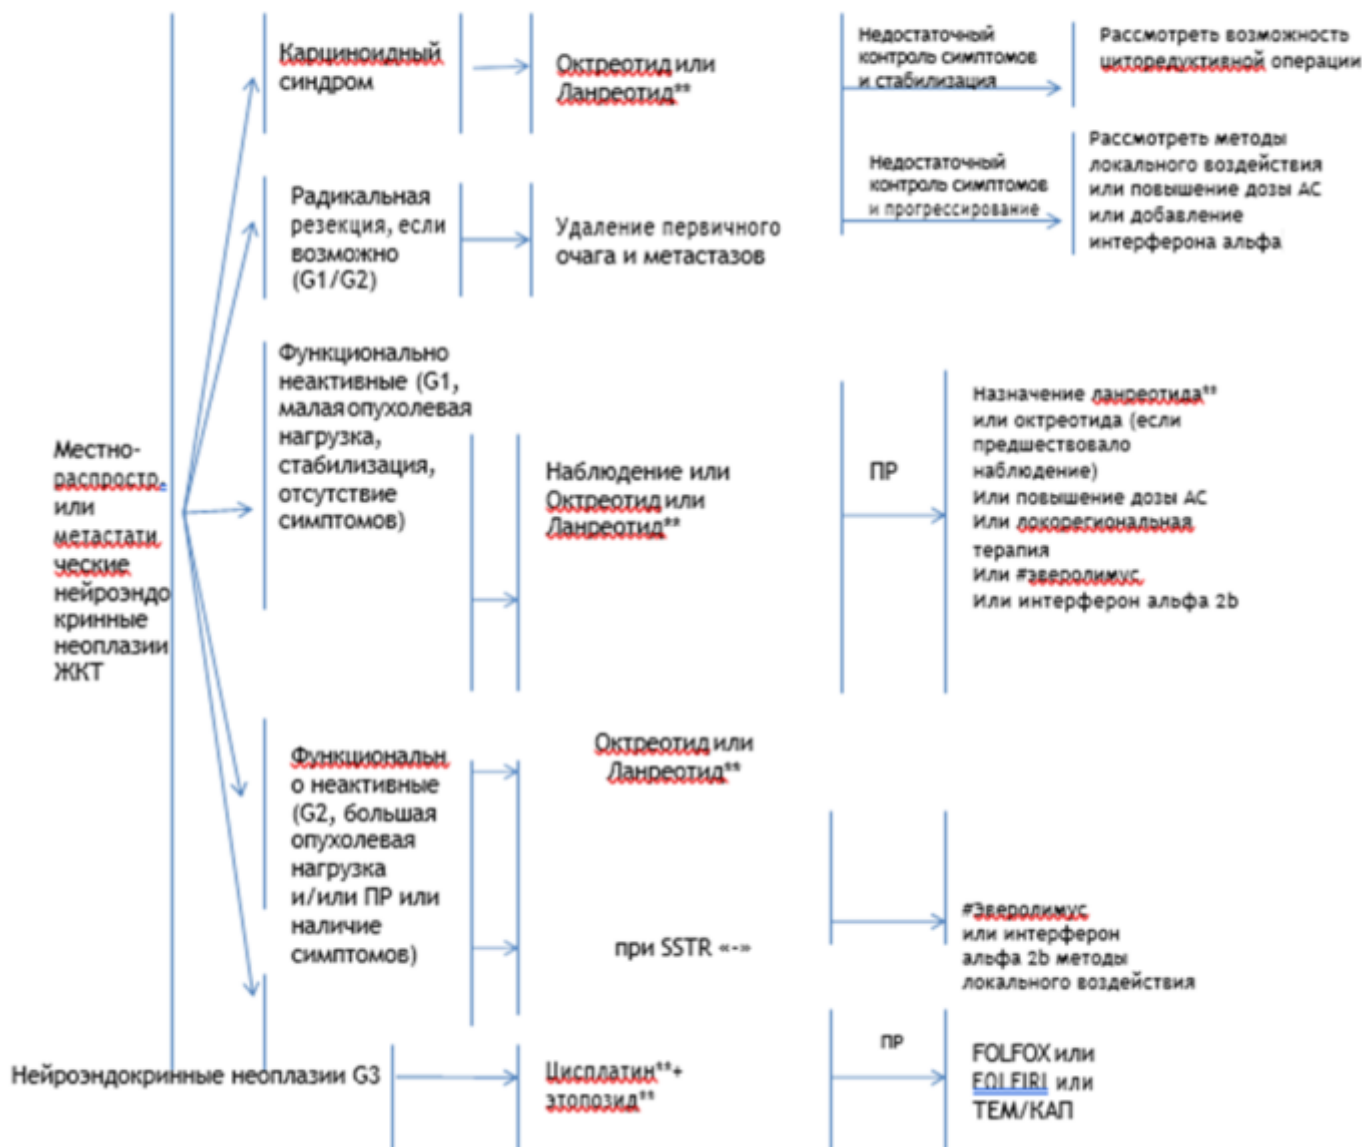 Местно-
распростр.
или
метастати
ческие
нейроэндо
кринные
неоплазии
ЖКТ
Карциноидный
синдром
Октреотид или
Ланреотид**
Недостаточный
контроль симптомов
и стабилизация
Рассмотреть возможность
циторедуктивной операции
Недостаточный
контроль симптомов
и прогрессирование
Рассмотреть методы
локального воздействия
или повышение дозы АС
или добавление
интерферона альфа
Радикальная
резекция, если
возможно
(G1/G2)
Удаление первичного
очага и метастазов
Функционально
неактивные (G1,
малая опухолевая
нагрузка,
стабилизация,
отсутствие
симптомов)
Наблюдение или
Октреотид или
Ланреотид**
ПР
Назначение ланреотида**
или октреотида (если
предшествовало
наблюдение)
Или повышение дозы АС
Или локорегиональная
терапия
Или #эверолимус
Или интерферон альфа 2b
Функциональн
о неактивные
(G2, большая
опухолевая
нагрузка
и/или ПР или
наличие
симптомов)
Октреотид или
Ланреотид**
при SSTR «-»
#Эверолимус
или интерферон
альфа 2b методы
локального воздействия
Нейроэндокринные неоплазии G3
Цисплатин**+
этопозид**
ПР
FOLFOX или
FOLFIRI или
ТЕМ/КАП